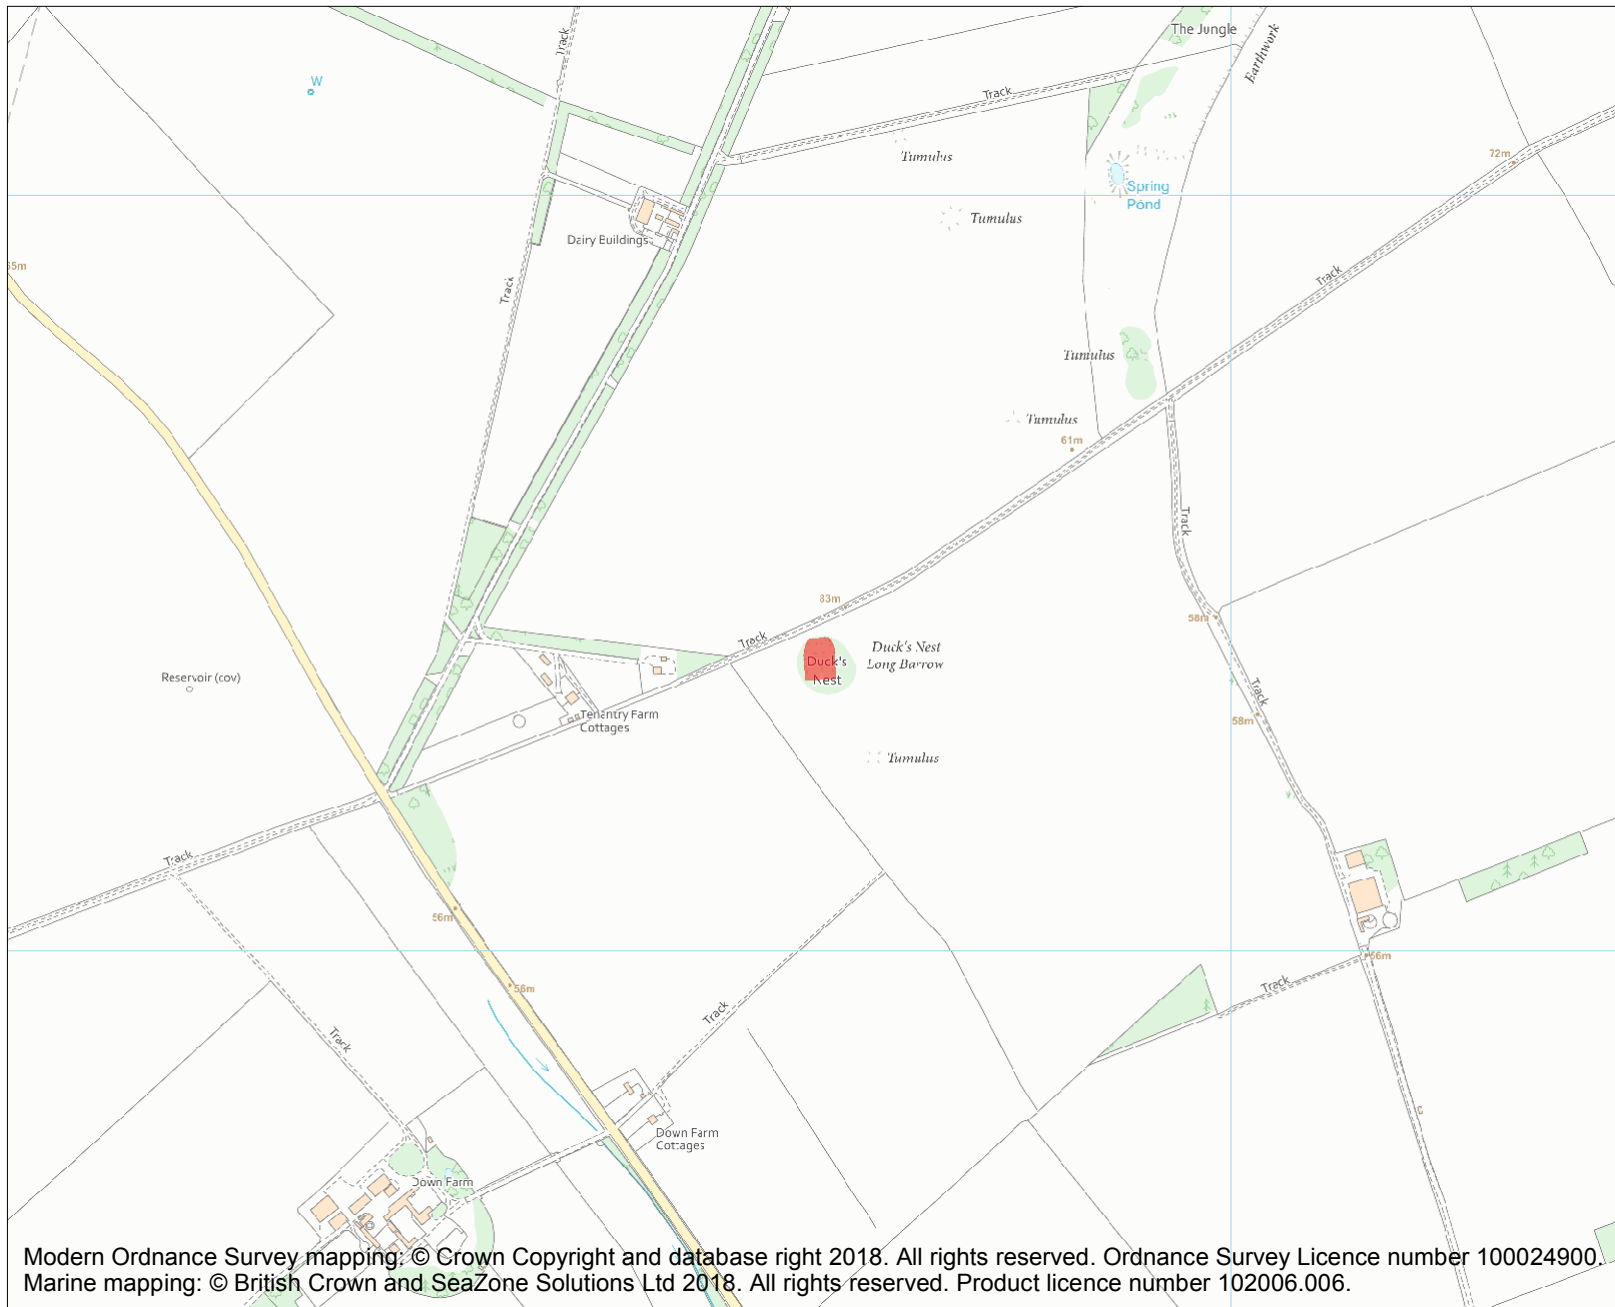 The Jungle
Track
Earthwork
W
Track
Tumulus
72m
Spring
Pond
Tumulus
Dairy Buildings
65m
Track
Track
Tumulus
Tumulus
61m
Track
83m
58m
Track
Duck's Nest
Long Barrow
Duck's
Nest
Reservoir (cov)
Track
58m
Tenantry Farm
Cottages
Tumulus
Track
56m
56m
56m
Track
Track
Track
Down Farm
Cottages
Down Farm
Modern Ordnance Survey mapping: © Crown Copyright and database right 2018. All rights reserved. Ordnance Survey Licence number 100024900.
Marine mapping: © British Crown and SeaZone Solutions Ltd 2018. All rights reserved. Product licence number 102006.006.